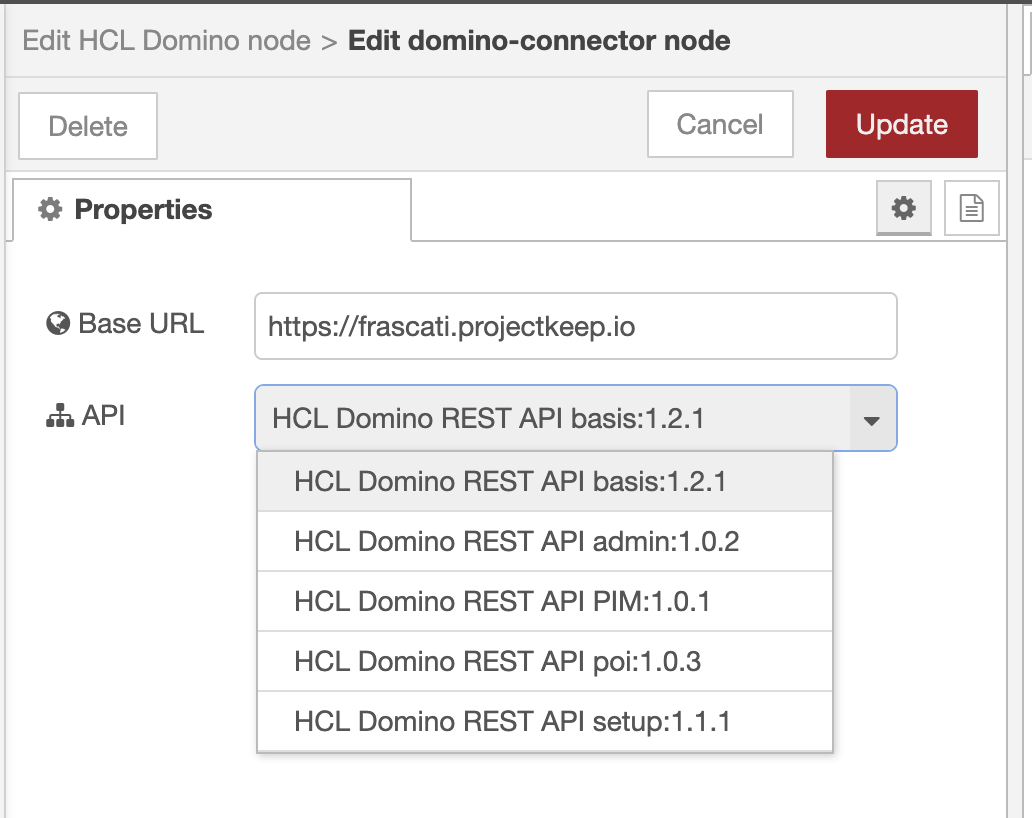 Edit HCL Domino node > Edit domino-connector node
Delete
Cancel
Update
Properties
Base URL
https://frascati.projectkeep.io
API
HCL Domino REST API basis:1.2.1
HCL Domino REST API basis:1.2.1
HCL Domino REST API admin:1.0.2
HCL Domino REST API PIM:1.0.1
HCL Domino REST API poi:1.0.3
HCL Domino REST API setup:1.1.1